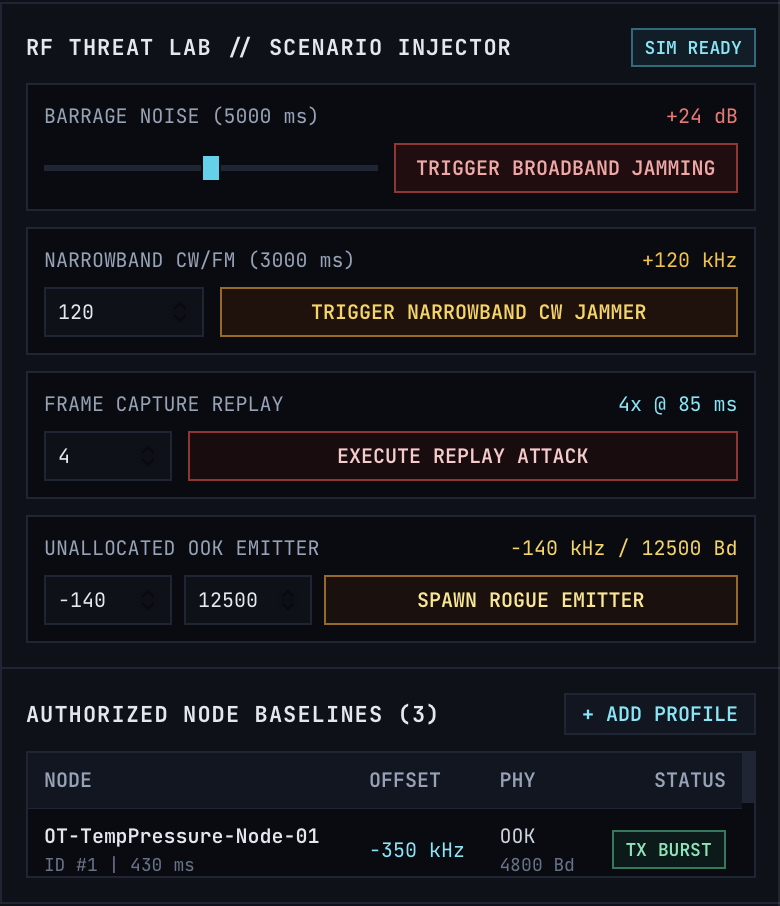 RF THREAT LAB // SCENARIO INJECTOR
SIM READY
BARRAGE NOISE (5000 ms)
+24 dB
TRIGGER BROADBAND JAMMING
NARROWBAND CW/FM (3000 ms)
+120 kHz
120
TRIGGER NARROWBAND CW JAMMER
FRAME CAPTURE REPLAY
4x @ 85 ms
4
EXECUTE REPLAY ATTACK
UNALLOCATED OOK EMITTER
-140 kHz / 12500 Bd
-140
12500
SPAWN ROGUE EMITTER
AUTHORIZED NODE BASELINES (3)
+ ADD PROFILE
NODE OFFSET PHY STATUS
OT-TempPressure-Node-01
ID #1 | 430 ms
-350 kHz
OOK
4800 Bd
TX BURST